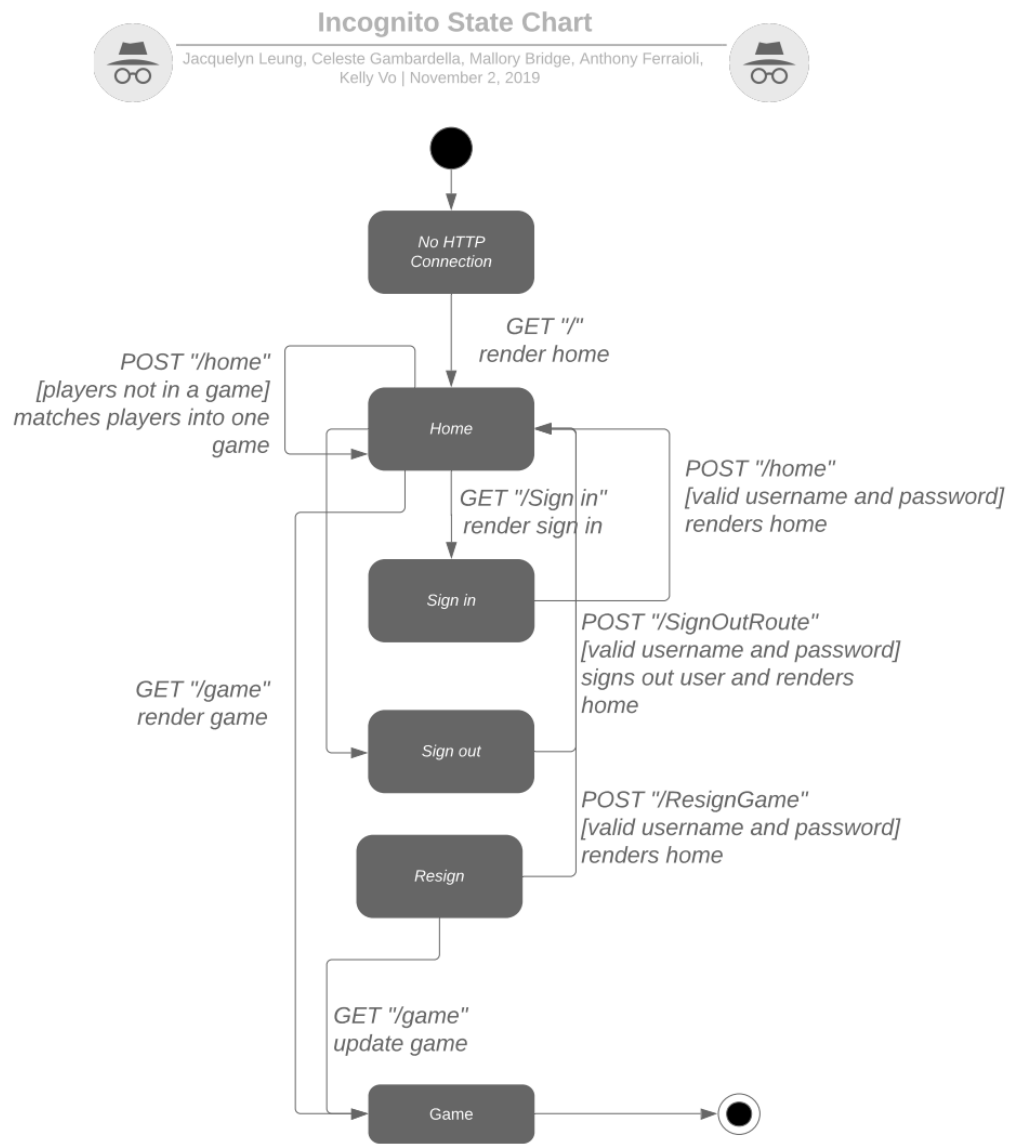 Incognito State Chart
Jacquelyn Leung, Celeste Gambardella, Mallory Bridge, Anthony Ferraioli,
Kelly Vo | November 2, 2019
No HTTP
Connection
GET "/"
render home
POST "/home"
[players not in a game]
matches players into one
game
Home
GET "/Sign in"
render sign in
POST "/home"
[valid username and password]
renders home
Sign in
POST "/SignOutRoute"
[valid username and password]
signs out user and renders
home
GET "/game"
render game
Sign out
POST "/ResignGame"
[valid username and password]
renders home
Resign
GET "/game"
update game
Game